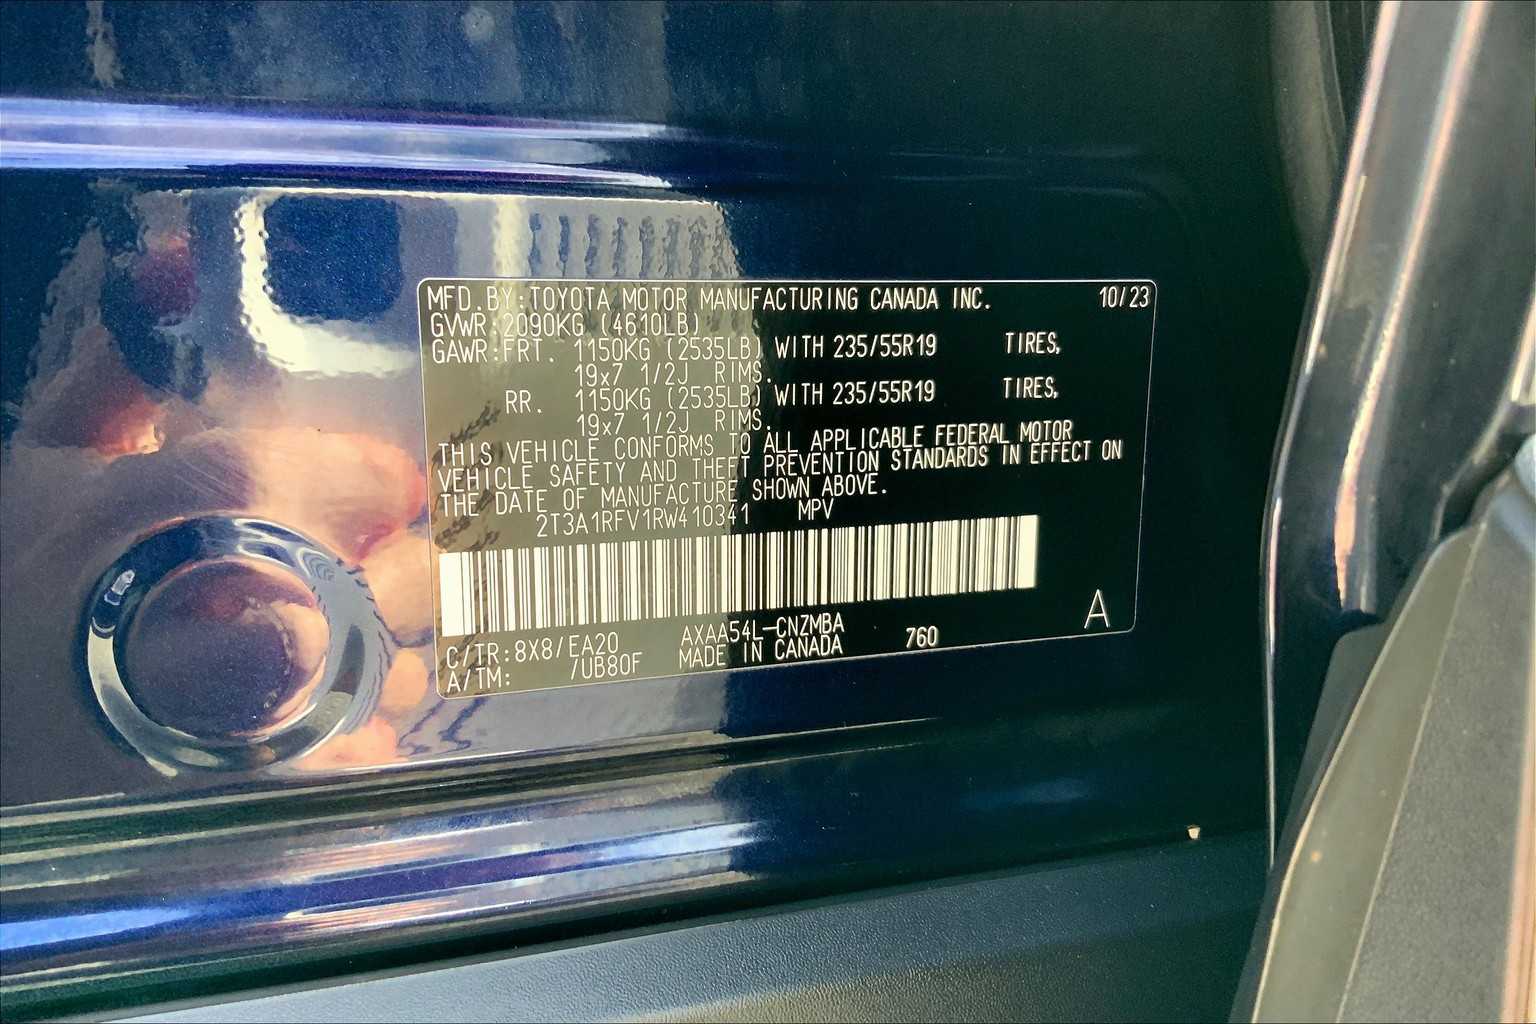 MFD.BY:TOYOTA MOTOR MANUFACTURING CANADA INC. 10/23
GVWR:2090KG (4610LB)
GAWR:FRT. 1150KG (2535LB) WITH 235/55R19 TIRES,
19x7 1/2J RIMS.
RR. 1150KG (2535LB) WITH 235/55R19 TIRES,
19x7 1/2J RIMS.
THIS VEHICLE CONFORMS TO ALL APPLICABLE FEDERAL MOTOR
VEHICLE SAFETY AND THEFT PREVENTION STANDARDS IN EFFECT ON
THE DATE OF MANUFACTURE SHOWN ABOVE.
2T3A1RFV1RW410341 MPV
C/TR:8X8/EA20 AXAA54L-CNZMBA 760 A
A/TM: /UB80F MADE IN CANADA